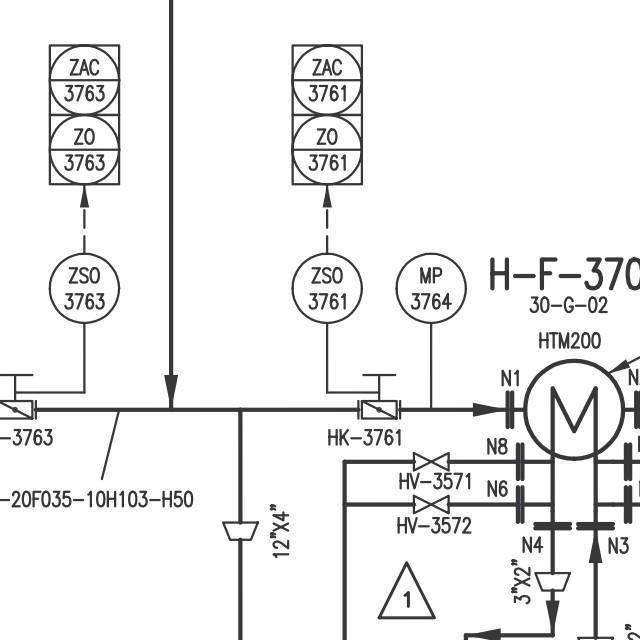 ZAC
3763
ZO
3763
ZAC
3761
ZO
3761
ZSO
3763
ZSO
3761
MP
3764
H-F-370
30-G-02
HTM200
N1
-3763
HK-3761
N8
HV-3571
N6
HV-3572
-20F035-10H103-H50
12"X4"
N4
N3
3"X2"
1